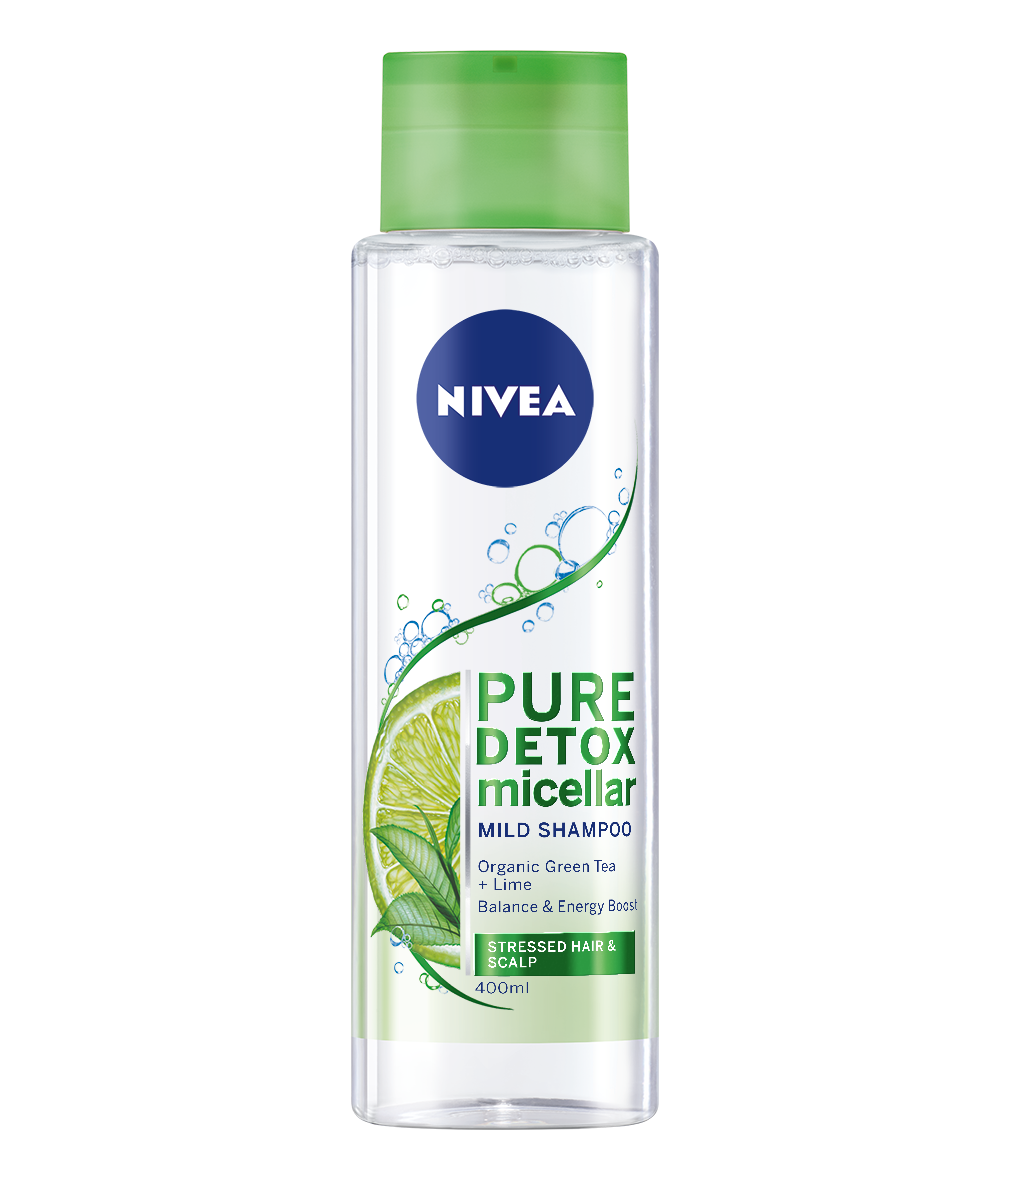 NIVEA
PURE
DETOX
micellar
MILD SHAMPOO
Organic Green Tea
+ Lime
Balance & Energy Boost
STRESSED HAIR &
SCALP
400ml